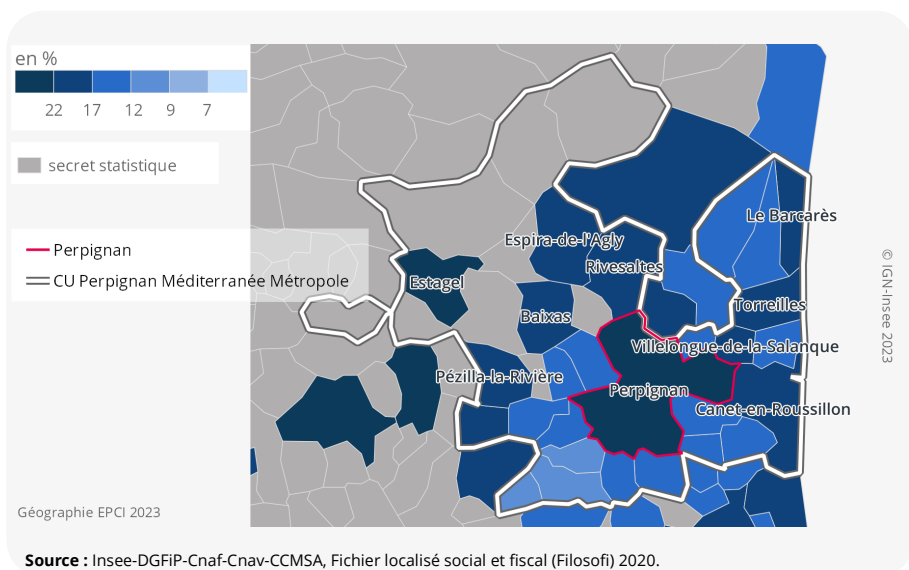 en %
22 17 12 9 7
secret statistique
Perpignan
CU Perpignan Méditerranée Métropole
Le Barcarès
Espira-de-l'Agly
Rivesaltes
Estagel
Torreilles
Baixas
Villelongue-de-la-Salanque
Pézilla-la-Rivière
Perpignan
Canet-en-Roussillon
© IGN-Insee 2023
Géographie EPCI 2023
Source : Insee-DGFiP-Cnaf-Cnav-CCMSA, Fichier localisé social et fiscal (Filosofi) 2020.